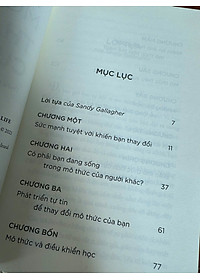 MỤC LỤC
Lời tựa của Sandy Gallagher 7
CHƯƠNG MỘT
Sức mạnh tuyệt vời khiến bạn thay đổi 11
CHƯƠNG HAI
Có phải bạn đang sống
trong mô thức của người khác? 37
CHƯƠNG BA
Phát triển tự tin
để thay đổi mô thức của bạn 61
CHƯƠNG BỐN
Mô thức và điều khiển học 77
LIFE